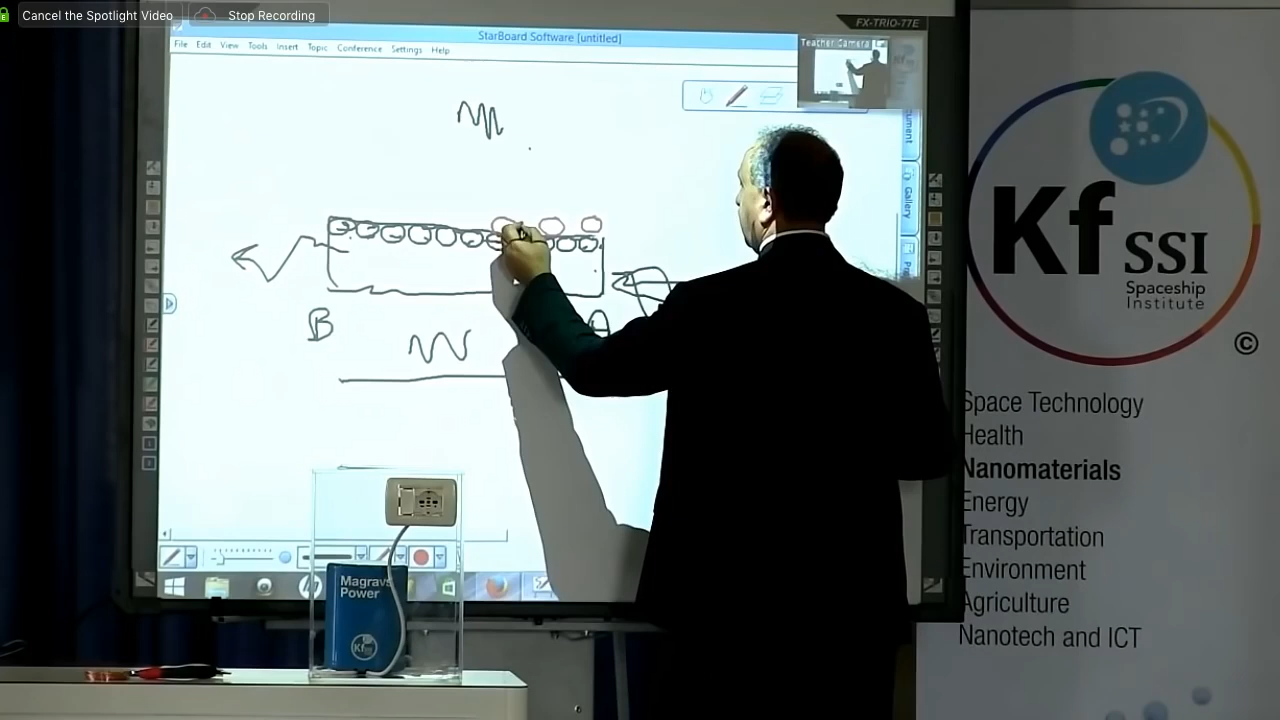 Cancel the Spotlight Video
Stop Recording
FX-TRIO-77E
StarBoard Software [untitled]
File Edit View Tools Insert Topic Conference Settings Help
Teacher Camera
Gallery
B
A
Magravs
Power
Kf
hp
Kf SSI
Spaceship
Institute
©
Space Technology
Health
Nanomaterials
Energy
Transportation
Environment
Agriculture
Nanotech and ICT